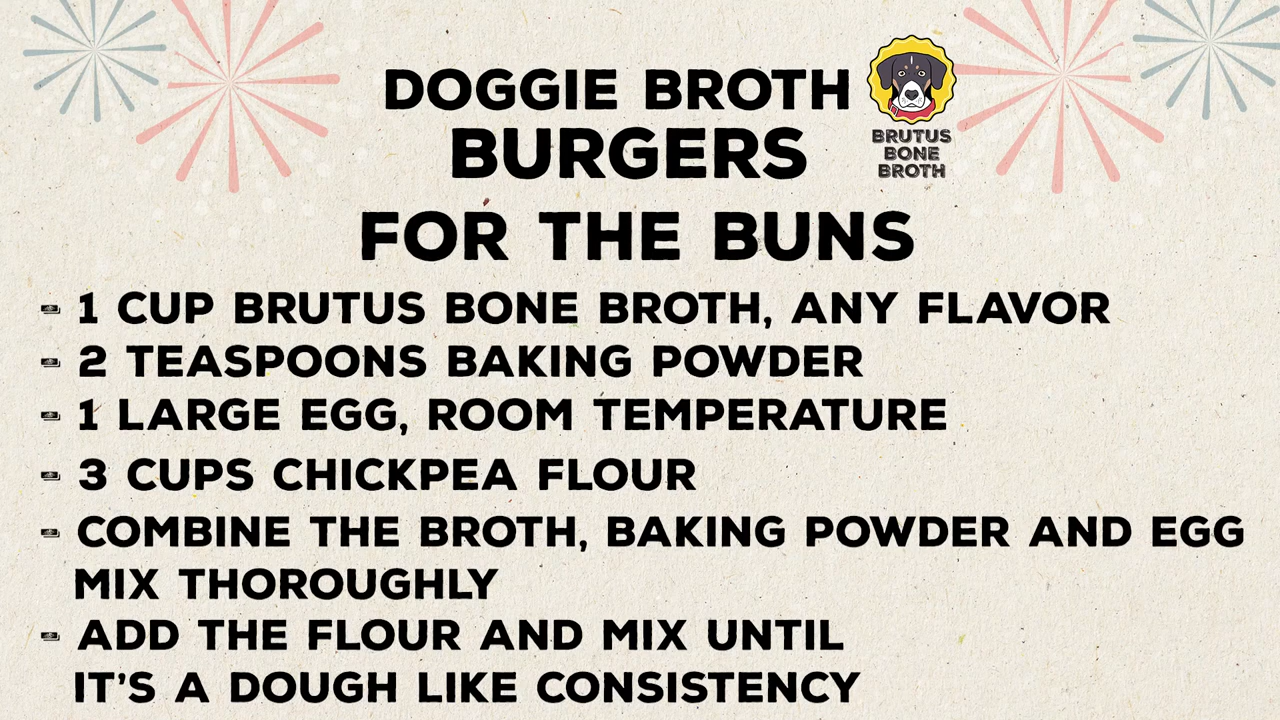 DOGGIE BROTH
BURGERS
BRUTUS
BONE
BROTH
FOR THE BUNS
- 1 CUP BRUTUS BONE BROTH, ANY FLAVOR
- 2 TEASPOONS BAKING POWDER
- 1 LARGE EGG, ROOM TEMPERATURE
- 3 CUPS CHICKPEA FLOUR
- COMBINE THE BROTH, BAKING POWDER AND EGG
MIX THOROUGHLY
- ADD THE FLOUR AND MIX UNTIL
IT'S A DOUGH LIKE CONSISTENCY